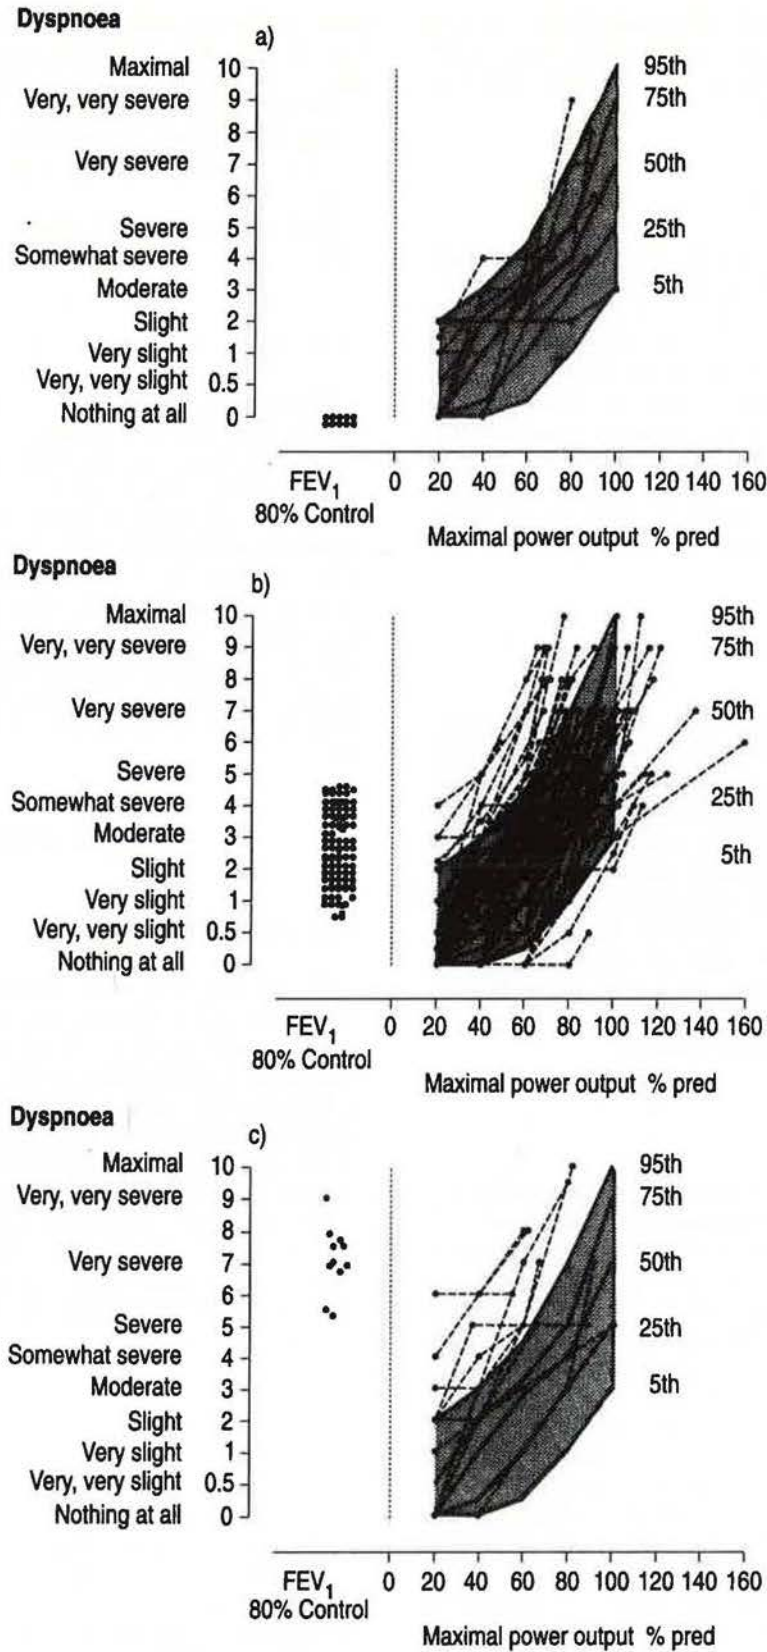 Dyspnoea
a)
Maximal 10 95th
Very, very severe 9 75th
8
Very severe 7 50th
6
Severe 5 25th
Somewhat severe 4
Moderate 3 5th
Slight 2
Very slight 1
Very, very slight 0.5
Nothing at all 0
FEV1 0 20 40 60 80 100 120 140 160
80% Control
Maximal power output % pred
Dyspnoea
b)
Maximal 10 95th
Very, very severe 9 75th
8
Very severe 7 50th
6
Severe 5
Somewhat severe 4 25th
Moderate 3
Slight 2 5th
Very slight 1
Very, very slight 0.5
Nothing at all 0
FEV1 0 20 40 60 80 100 120 140 160
80% Control
Maximal power output % pred
Dyspnoea
c)
Maximal 10 95th
Very, very severe 9 75th
8
Very severe 7 50th
6
Severe 5 25th
Somewhat severe 4
Moderate 3 5th
Slight 2
Very slight 1
Very, very slight 0.5
Nothing at all 0
FEV1 0 20 40 60 80 100 120 140 160
80% Control
Maximal power output % pred